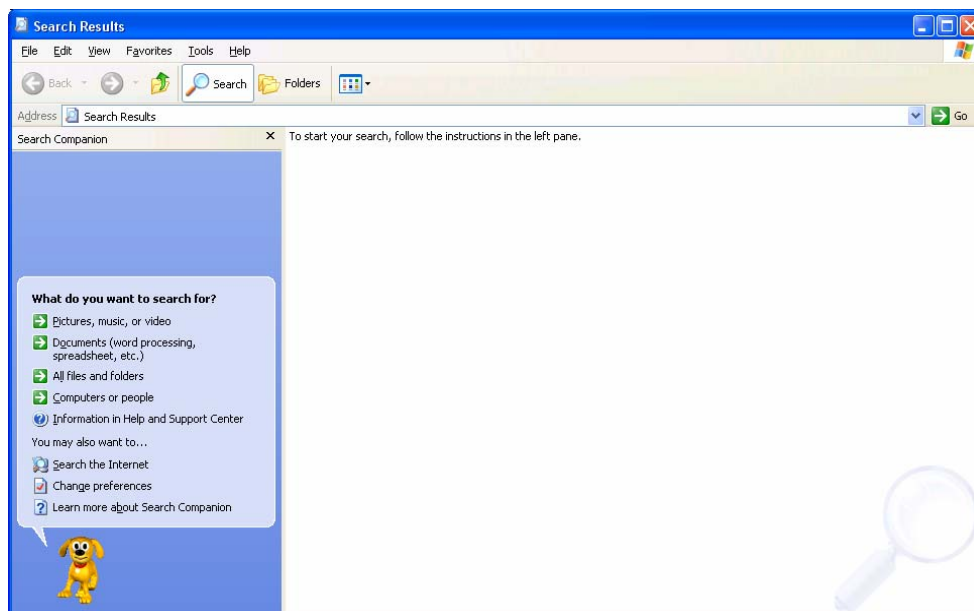 Search Results
File Edit View Favorites Tools Help
Back Search Folders
Address Search Results Go
Search Companion
To start your search, follow the instructions in the left pane.
What do you want to search for?
Pictures, music, or video
Documents (word processing,
spreadsheet, etc.)
All files and folders
Computers or people
Information in Help and Support Center
You may also want to...
Search the Internet
Change preferences
Learn more about Search Companion